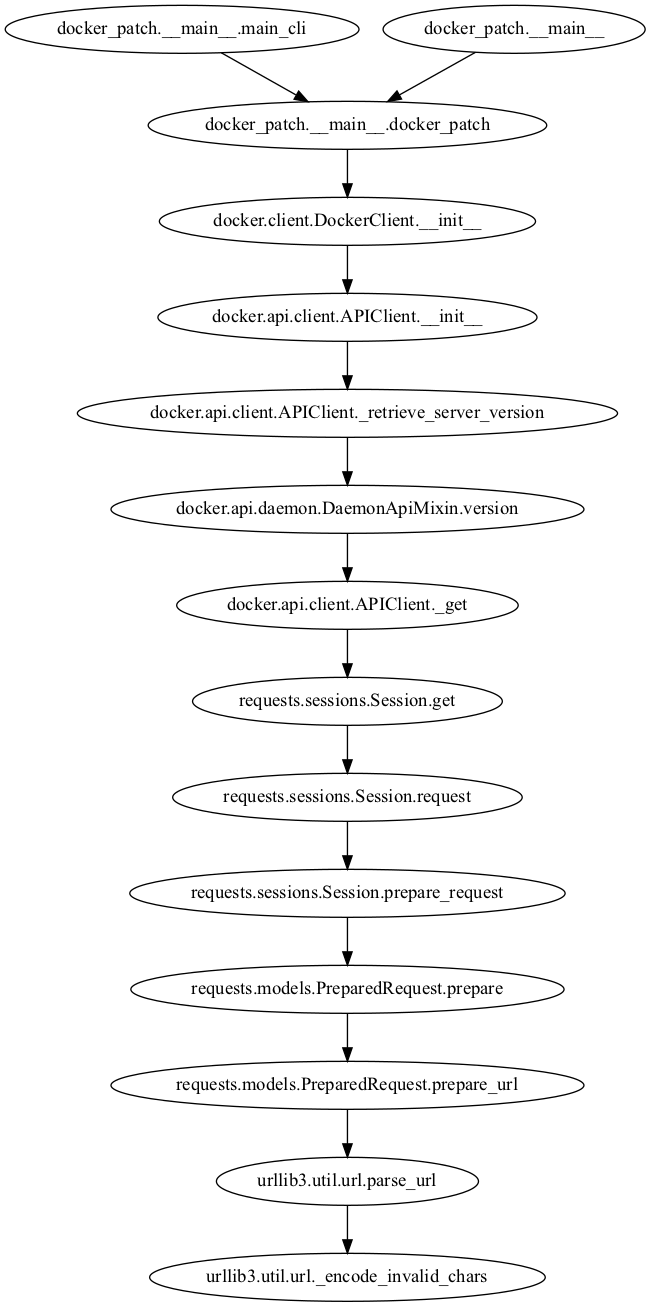 docker_patch.__main__.main_cli
docker_patch.__main__
docker_patch.__main__.docker_patch
docker.client.DockerClient.__init__
docker.api.client.APIClient.__init__
docker.api.client.APIClient._retrieve_server_version
docker.api.daemon.DaemonApiMixin.version
docker.api.client.APIClient._get
requests.sessions.Session.get
requests.sessions.Session.request
requests.sessions.Session.prepare_request
requests.models.PreparedRequest.prepare
requests.models.PreparedRequest.prepare_url
urllib3.util.url.parse_url
urllib3.util.url._encode_invalid_chars